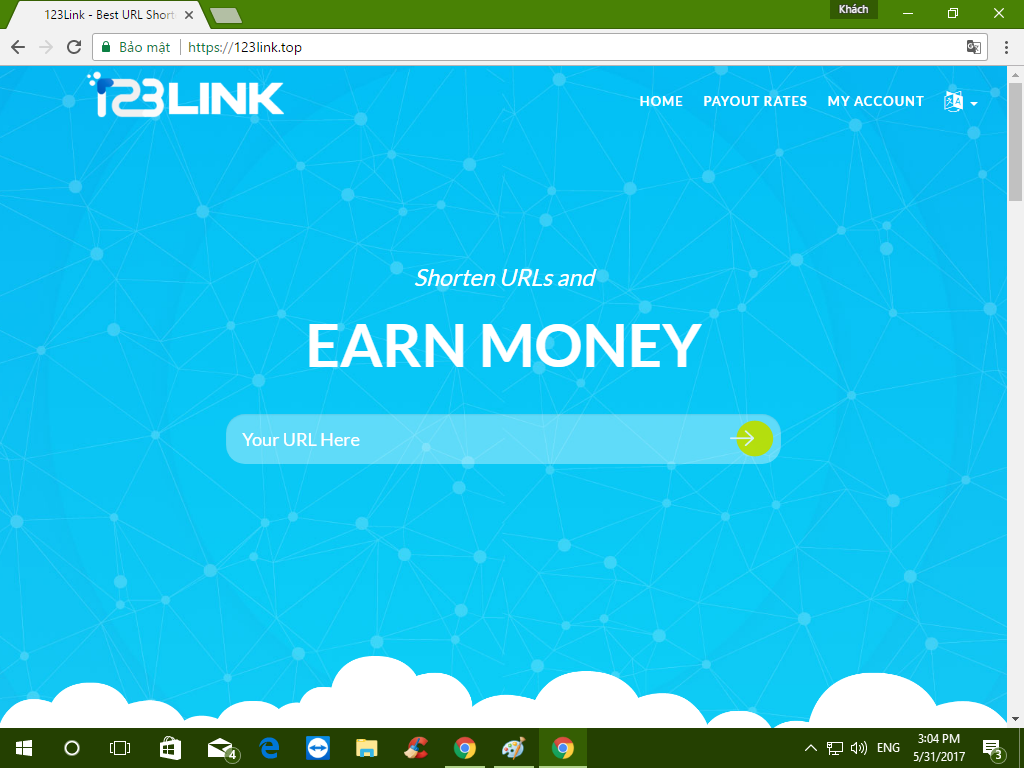 Khách
123Link - Best URL Short
Bảo mật
https://123link.top
123LINK
HOME
PAYOUT RATES
MY ACCOUNT
Shorten URLs and
EARN MONEY
Your URL Here
4
ENG
3:04 PM
5/31/2017
3